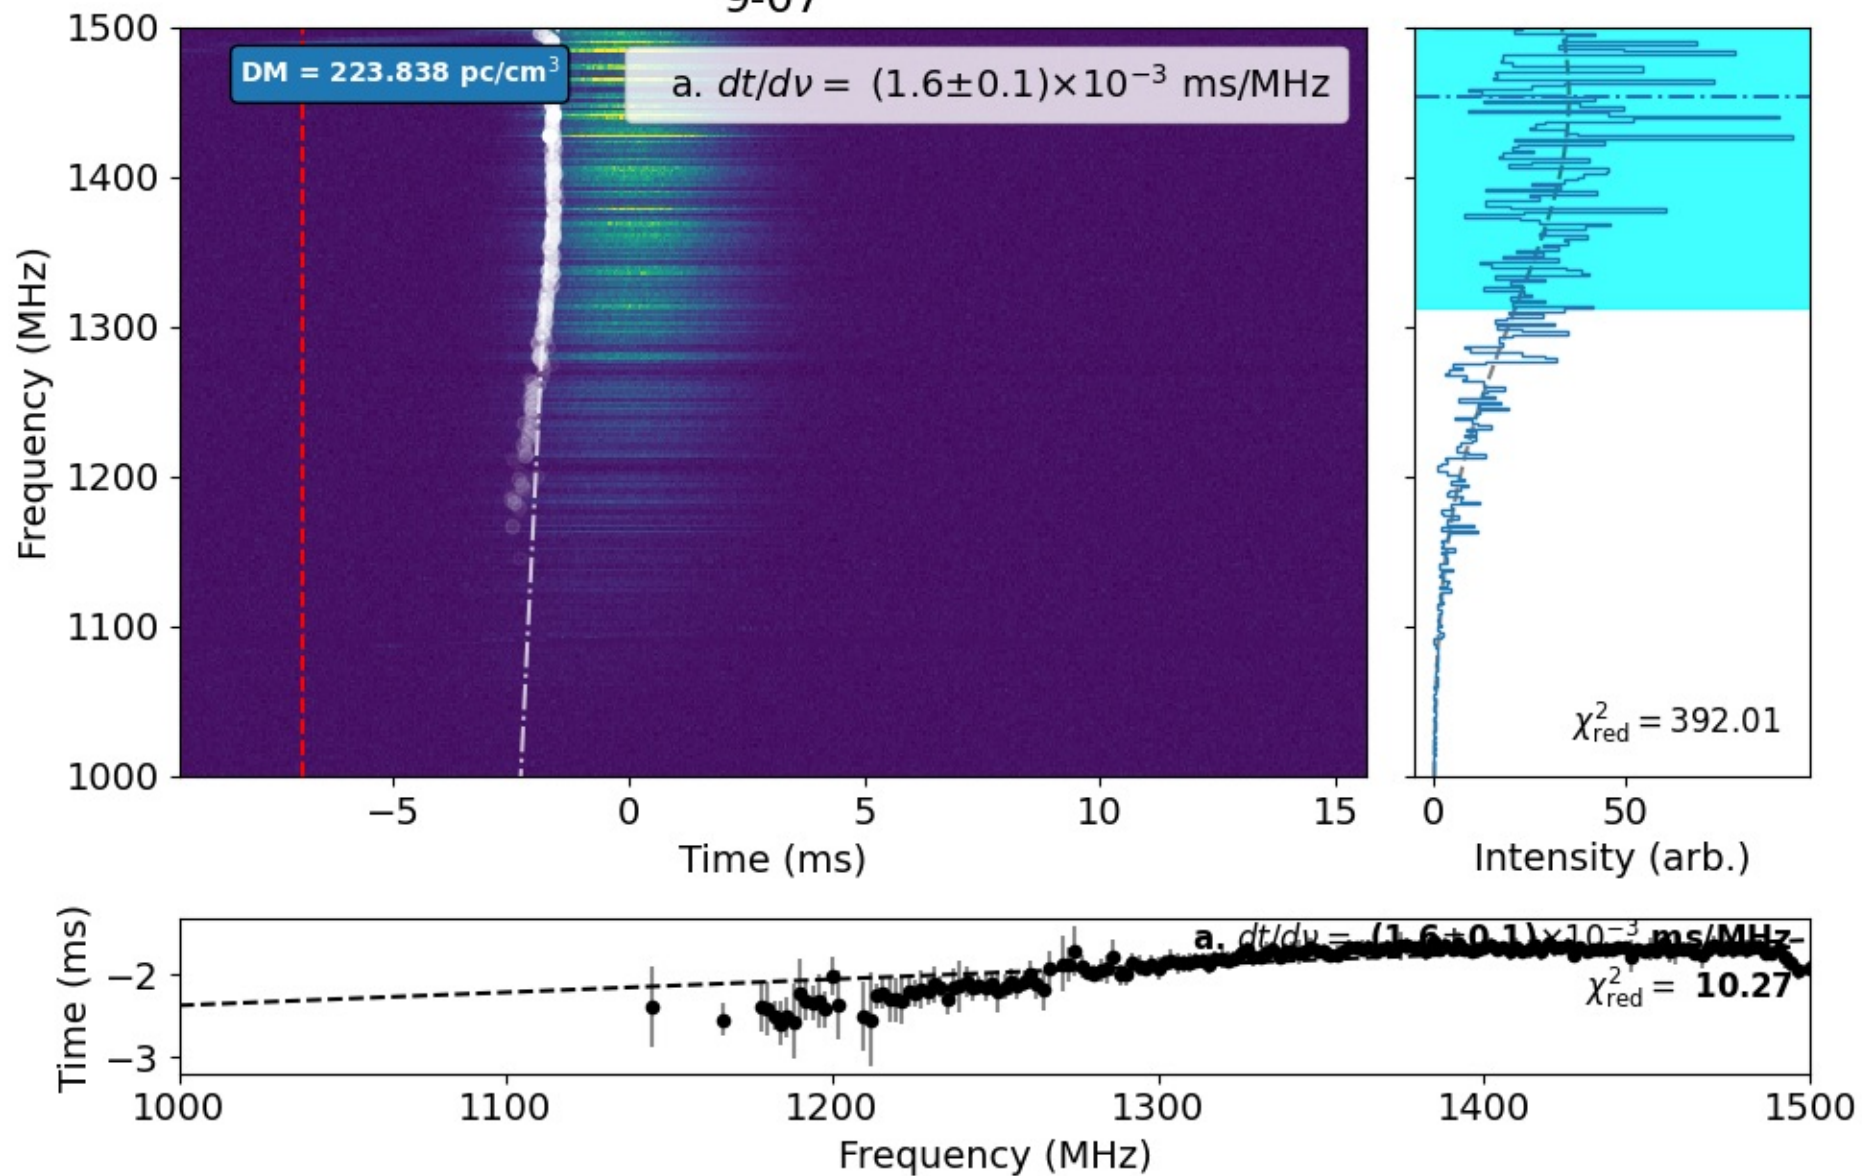 9-07
1500
1400
1300
1200
1100
1000
Frequency (MHz)
DM = 223.838 pc/cm³
a. dt/dν = (1.6±0.1)×10⁻³ ms/MHz
−5 0 5 10 15
Time (ms)
χ²red = 392.01
0 50
Intensity (arb.)
Time (ms)
−2
−3
a. dt/dν = (1.6±0.1)×10⁻³ ms/MHz
χ²red = 10.27
1000 1100 1200 1300 1400 1500
Frequency (MHz)